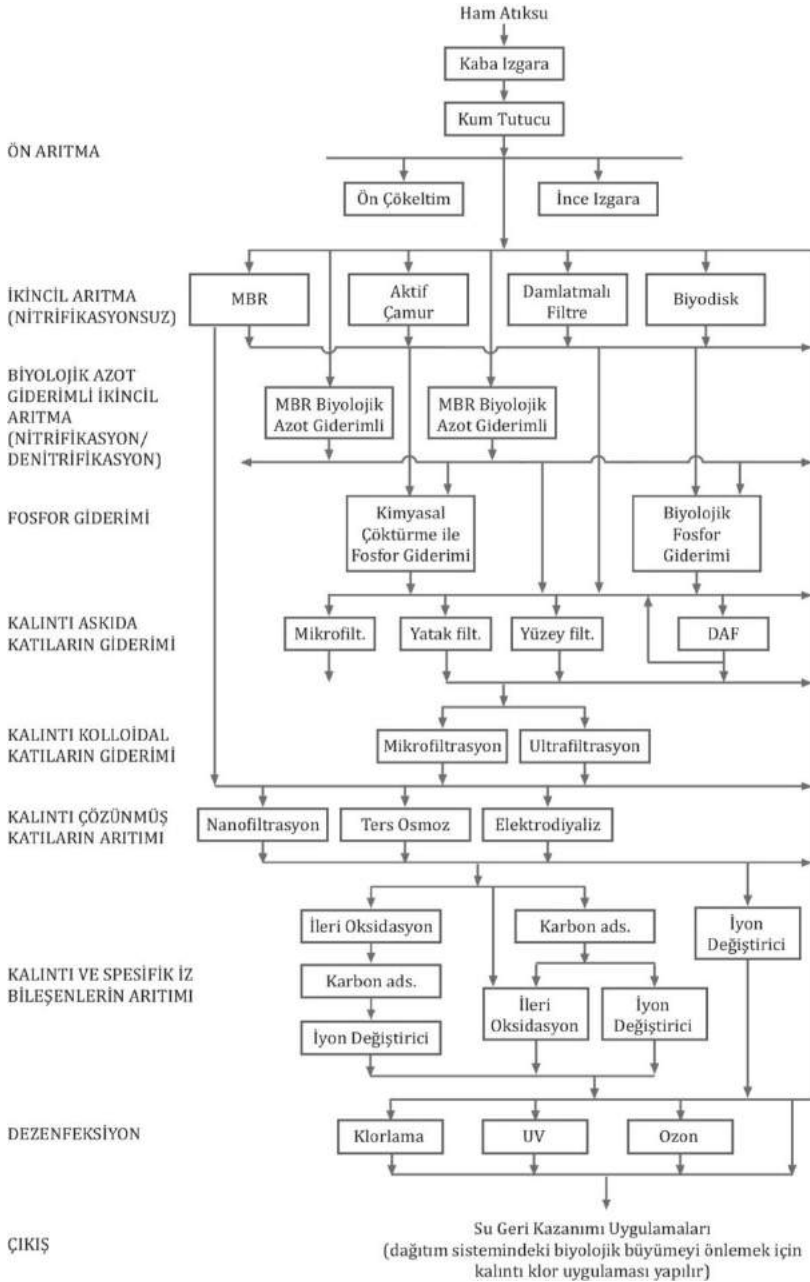 Ham Atıksu
Kaba Izgara
Kum Tutucu
ÖN ARITMA
Ön Çökeltim
İnce Izgara
İKİNCİL ARITMA
(NİTRİFİKASYONSUZ)
MBR
Aktif
Çamur
Damlatmalı
Filtre
Biyodisk
BİYOLOJİK AZOT
GİDERİMLİ İKİNCİL
ARITMA
(NİTRİFİKASYON/
DENİTRİFİKASYON)
MBR Biyolojik
Azot Giderimli
MBR Biyolojik
Azot Giderimli
FOSFOR GİDERİMİ
Kimyasal
Çöktürme ile
Fosfor Giderimi
Biyolojik
Fosfor
Giderimi
KALINTI ASKIDA
KATILARIN GİDERİMİ
Mikrofilt.
Yatak filt.
Yüzey filt.
DAF
KALINTI KOLLOİDAL
KATILARIN GİDERİMİ
Mikrofiltrasyon
Ultrafiltrasyon
KALINTI ÇÖZÜNMÜŞ
KATILARIN ARITIMI
Nanofiltrasyon
Ters Osmoz
Elektrodiyaliz
KALINTI VE SPESİFİK İZ
BİLEŞENLERİN ARITIMI
İleri Oksidasyon
Karbon ads.
İyon Değiştirici
Karbon ads.
İleri
Oksidasyon
İyon
Değiştirici
İyon
Değiştirici
DEZENFEKSİYON
Klorlama
UV
Ozon
ÇIKIŞ
Su Geri Kazanımı Uygulamaları
(dağıtım sistemindeki biyolojik büyümeyi önlemek için
kalıntı klor uygulaması yapılır)